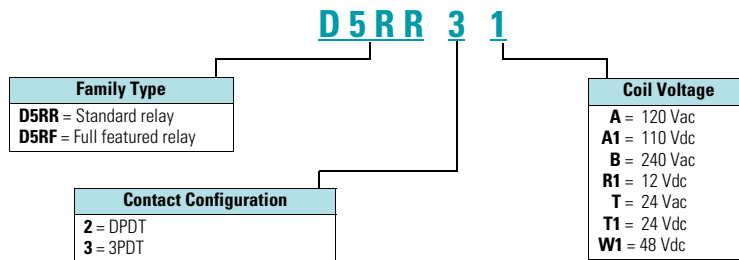 D5RR 3 1
Family Type
D5RR = Standard relay
D5RF = Full featured relay
Contact Configuration
2 = DPDT
3 = 3PDT
Coil Voltage
A = 120 Vac
A1 = 110 Vdc
B = 240 Vac
R1 = 12 Vdc
T = 24 Vac
T1 = 24 Vdc
W1 = 48 Vdc